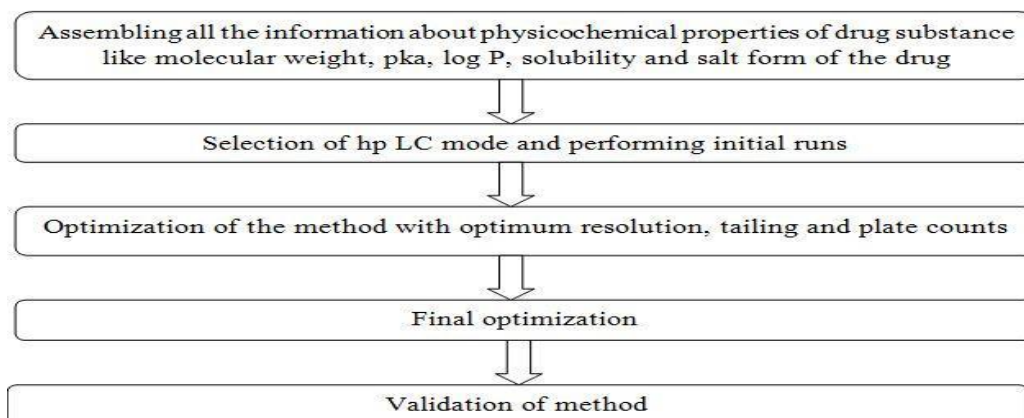 Assembling all the information about physicochemical properties of drug substance
like molecular weight, pka, log P, solubility and salt form of the drug
Selection of hp LC mode and performing initial runs
Optimization of the method with optimum resolution, tailing and plate counts
Final optimization
Validation of method